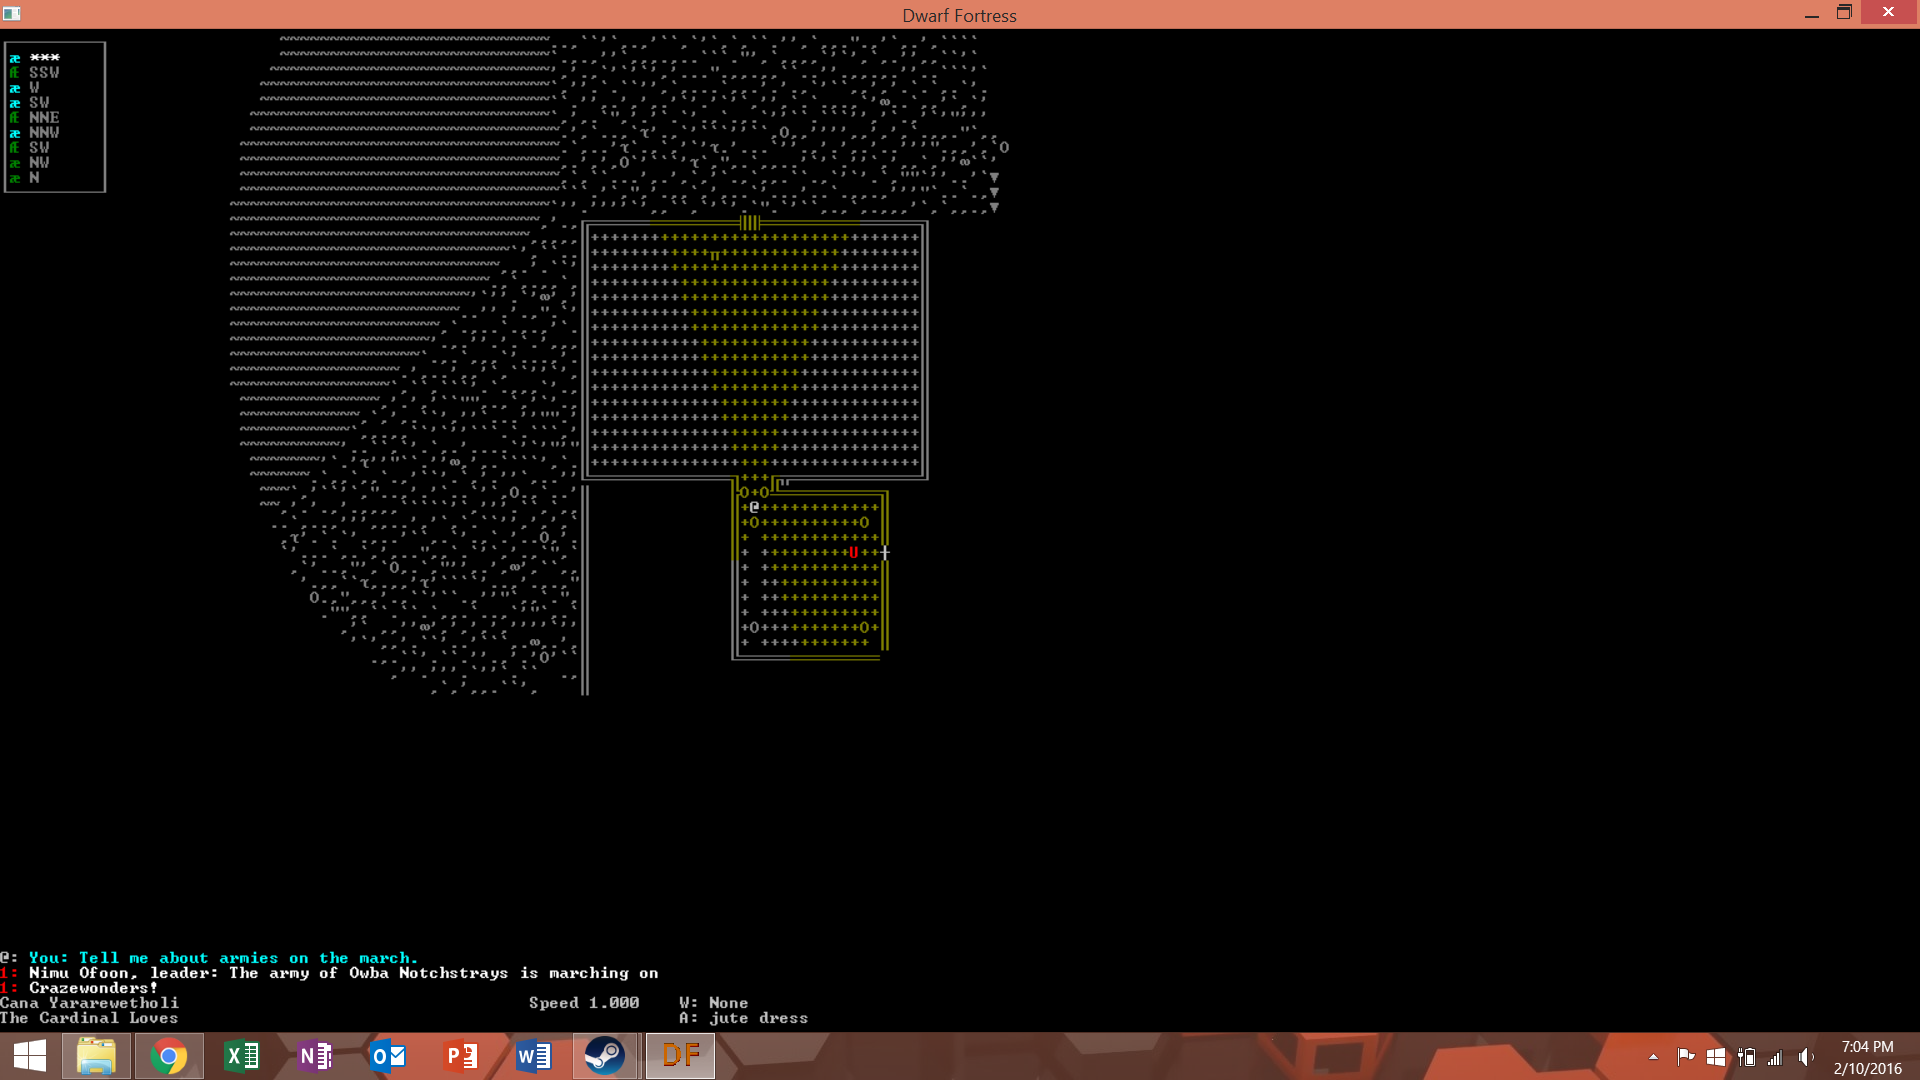 Dwarf Fortress
æ ***
Æ SSW
æ W
æ SW
Æ NNE
æ NNW
Æ SW
æ NW
æ N
@: You: Tell me about armies on the march.
1: Nimu Ofoon, leader: The army of Owba Notchstrays is marching on
1: Crazewonders!
Cana Yararewetholi Speed 1.000 W: None
The Cardinal Loves A: jute dress
DF
7:04 PM
2/10/2016